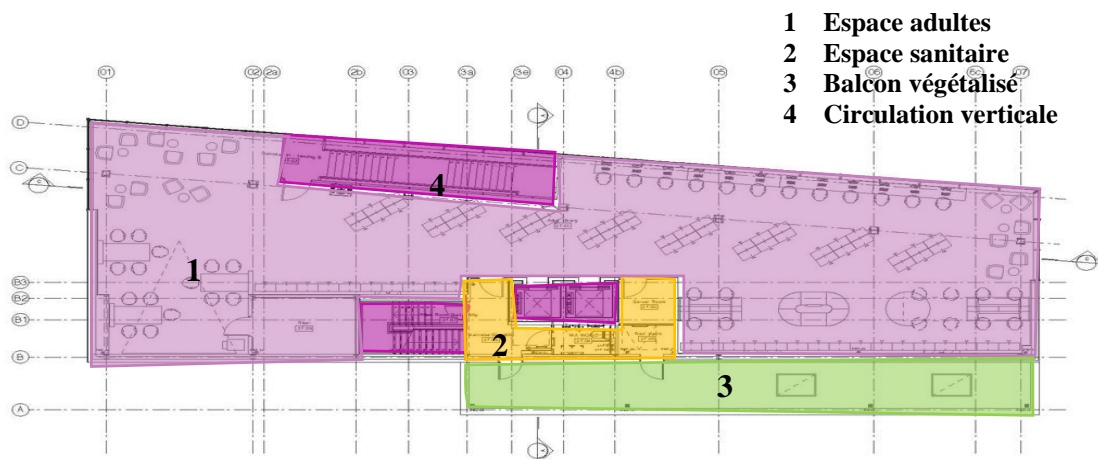 1 Espace adultes
2 Espace sanitaire
3 Balcon végétalisé
4 Circulation verticale
01 02 2a 2b 03 3a 3e 04 4b 05 06 6c 07
D
C
4
1
B3
B2
B1
B
2
3
A